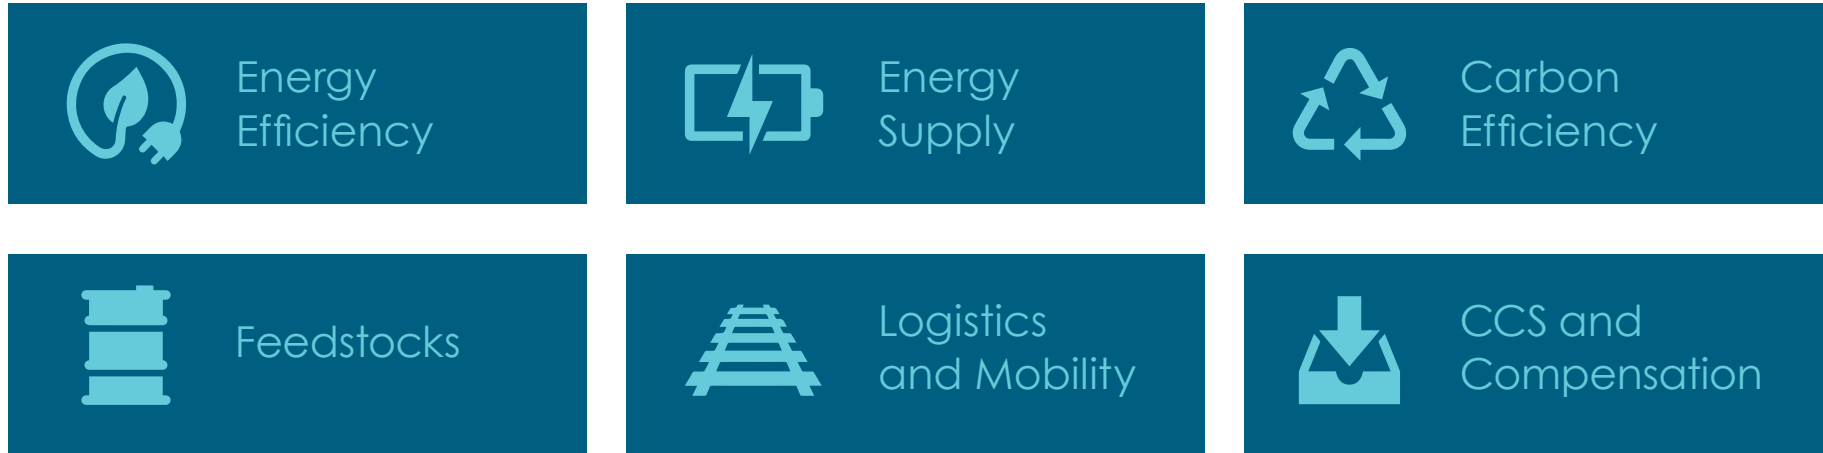 Energy
Efficiency
Energy
Supply
Carbon
Efficiency
Feedstocks
Logistics
and Mobility
CCS and
Compensation